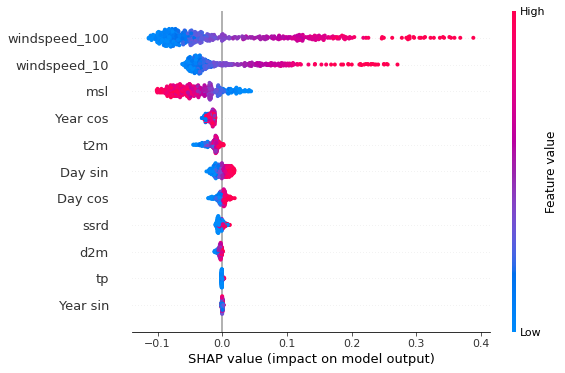 High
windspeed_100
windspeed_10
msl
Year cos
t2m
Day sin
Day cos
ssrd
d2m
tp
Year sin
Feature value
Low
−0.1 0.0 0.1 0.2 0.3 0.4
SHAP value (impact on model output)